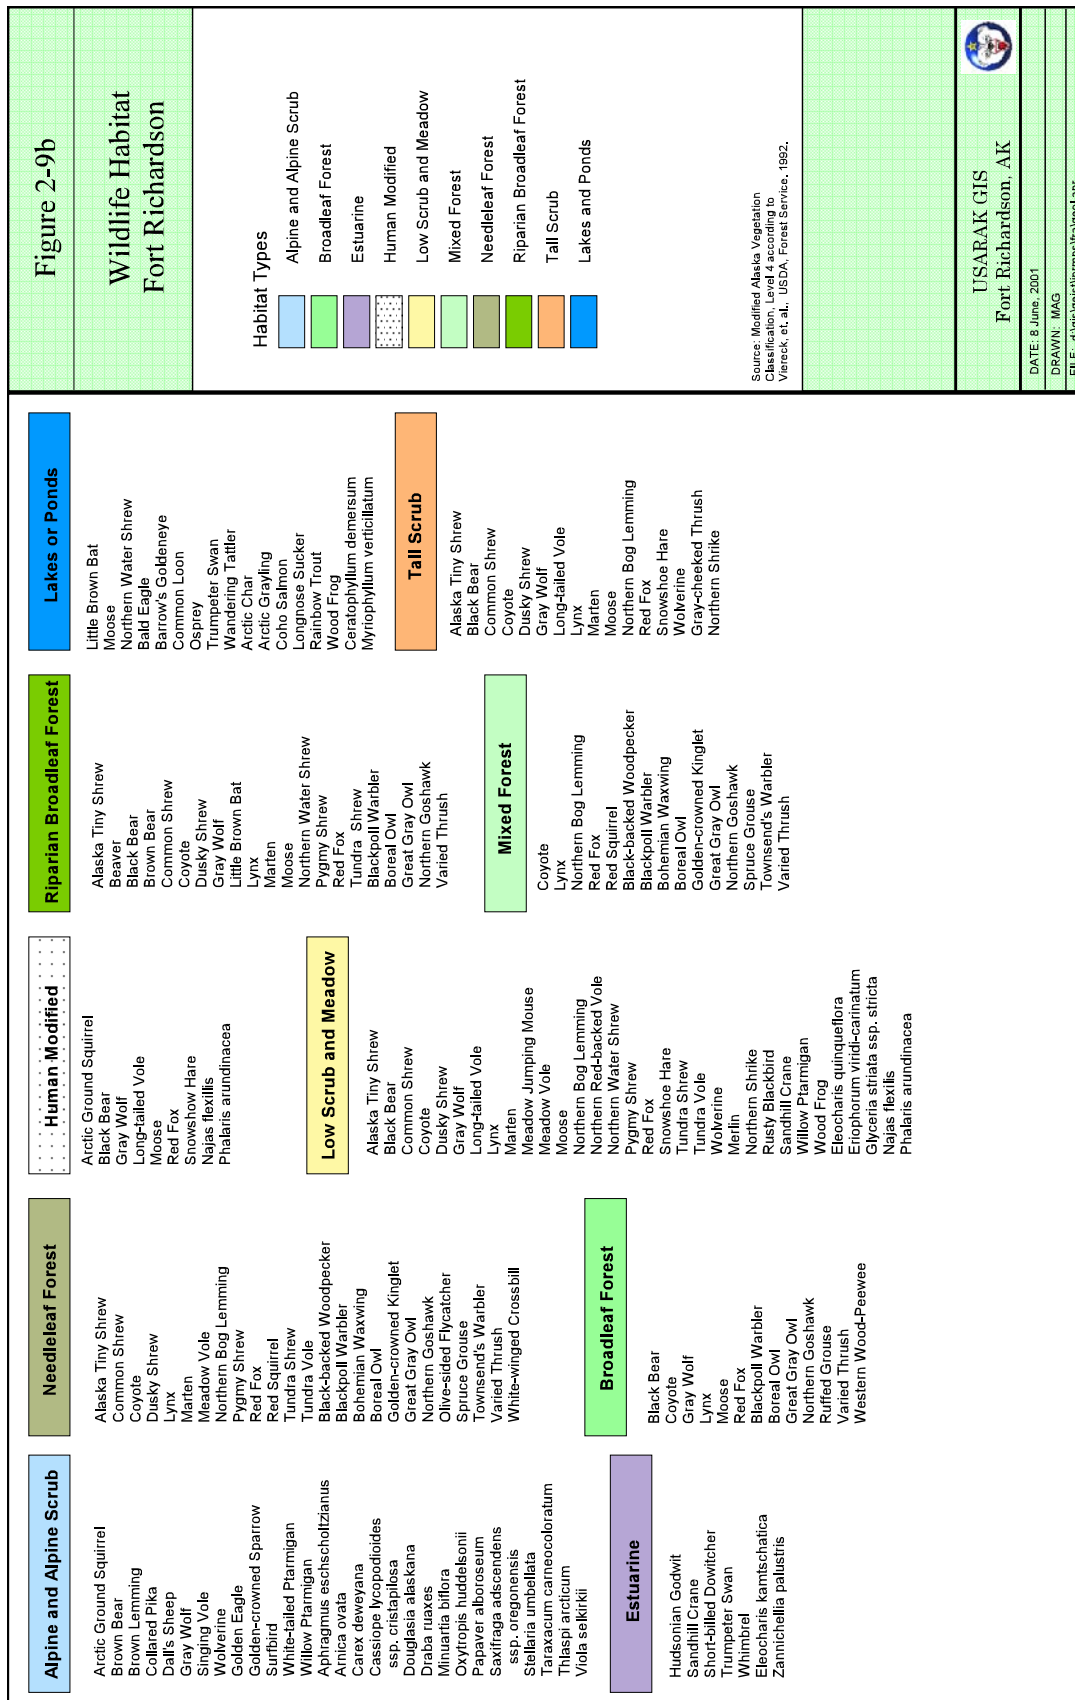 Figure 2-9b
Wildlife Habitat
Fort Richardson
Habitat Types
Alpine and Alpine Scrub
Broadleaf Forest
Estuarine
Human Modified
Low Scrub and Meadow
Mixed Forest
Needleleaf Forest
Riparian Broadleaf Forest
Tall Scrub
Lakes and Ponds
Source: Modified Alaska Vegetation
Classification, Level 4 according to
Viereck, et. al., USDA, Forest Service, 1992.
USARAK GIS
Fort Richardson, AK
DATE: 8 June, 2001
DRAWN: MAG
Alpine and Alpine Scrub
Arctic Ground Squirrel
Brown Bear
Brown Lemming
Collared Pika
Dall's Sheep
Gray Wolf
Singing Vole
Wolverine
Golden Eagle
Golden-crowned Sparrow
Surfbird
White-tailed Ptarmigan
Willow Ptarmigan
Aphragmus eschscholtzianus
Arnica ovata
Carex deweyana
Cassiope lycopodioides
ssp. cristapilosa
Douglasia alaskana
Draba ruaxes
Minuartia biflora
Oxytropis huddelsonii
Papaver alboroseum
Saxifraga adscendens
ssp. oregonensis
Stellaria umbellata
Taraxacum carneocoloratum
Thlaspi arcticum
Viola selkirkii
Estuarine
Hudsonian Godwit
Sandhill Crane
Short-billed Dowitcher
Trumpeter Swan
Whimbrel
Eleocharis kamtschatica
Zannichellia palustris
Needleleaf Forest
Alaska Tiny Shrew
Common Shrew
Coyote
Dusky Shrew
Lynx
Marten
Meadow Vole
Northern Bog Lemming
Pygmy Shrew
Red Fox
Red Squirrel
Tundra Shrew
Tundra Vole
Black-backed Woodpecker
Blackpoll Warbler
Bohemian Waxwing
Boreal Owl
Golden-crowned Kinglet
Great Gray Owl
Northern Goshawk
Olive-sided Flycatcher
Spruce Grouse
Townsend's Warbler
Varied Thrush
White-winged Crossbill
Broadleaf Forest
Black Bear
Coyote
Gray Wolf
Lynx
Moose
Red Fox
Blackpoll Warbler
Boreal Owl
Great Gray Owl
Northern Goshawk
Ruffed Grouse
Varied Thrush
Western Wood-Peewee
Human Modified
Arctic Ground Squirrel
Black Bear
Gray Wolf
Long-tailed Vole
Moose
Red Fox
Snowshow Hare
Najas flexillis
Phalaris arundinacea
Low Scrub and Meadow
Alaska Tiny Shrew
Black Bear
Common Shrew
Coyote
Dusky Shrew
Gray Wolf
Long-tailed Vole
Lynx
Marten
Meadow Jumping Mouse
Meadow Vole
Moose
Northern Bog Lemming
Northern Red-backed Vole
Northern Water Shrew
Pygmy Shrew
Red Fox
Snowshoe Hare
Tundra Shrew
Tundra Vole
Wolverine
Merlin
Northern Shrike
Rusty Blackbird
Sandhill Crane
Willow Ptarmigan
Wood Frog
Eleocharis quinqueflora
Eriophorum viridi-carinatum
Glyceria striata ssp. stricta
Najas flexilis
Phalaris arundinacea
Riparian Broadleaf Forest
Alaska Tiny Shrew
Beaver
Black Bear
Brown Bear
Common Shrew
Coyote
Dusky Shrew
Gray Wolf
Little Brown Bat
Lynx
Marten
Moose
Northern Water Shrew
Pygmy Shrew
Red Fox
Tundra Shrew
Blackpoll Warbler
Boreal Owl
Great Gray Owl
Northern Goshawk
Varied Thrush
Mixed Forest
Coyote
Lynx
Northern Bog Lemming
Red Fox
Red Squirrel
Black-backed Woodpecker
Blackpoll Warbler
Bohemian Waxwing
Boreal Owl
Golden-crowned Kinglet
Great Gray Owl
Northern Goshawk
Spruce Grouse
Townsend's Warbler
Varied Thrush
Lakes or Ponds
Little Brown Bat
Moose
Northern Water Shrew
Bald Eagle
Barrow's Goldeneye
Common Loon
Osprey
Trumpeter Swan
Wandering Tattler
Arctic Char
Arctic Grayling
Coho Salmon
Longnose Sucker
Rainbow Trout
Wood Frog
Ceratophyllum demersum
Myriophyllum verticillatum
Tall Scrub
Alaska Tiny Shrew
Black Bear
Common Shrew
Coyote
Dusky Shrew
Gray Wolf
Long-tailed Vole
Lynx
Marten
Moose
Northern Bog Lemming
Red Fox
Snowshoe Hare
Wolverine
Gray-cheeked Thrush
Northern Shrike